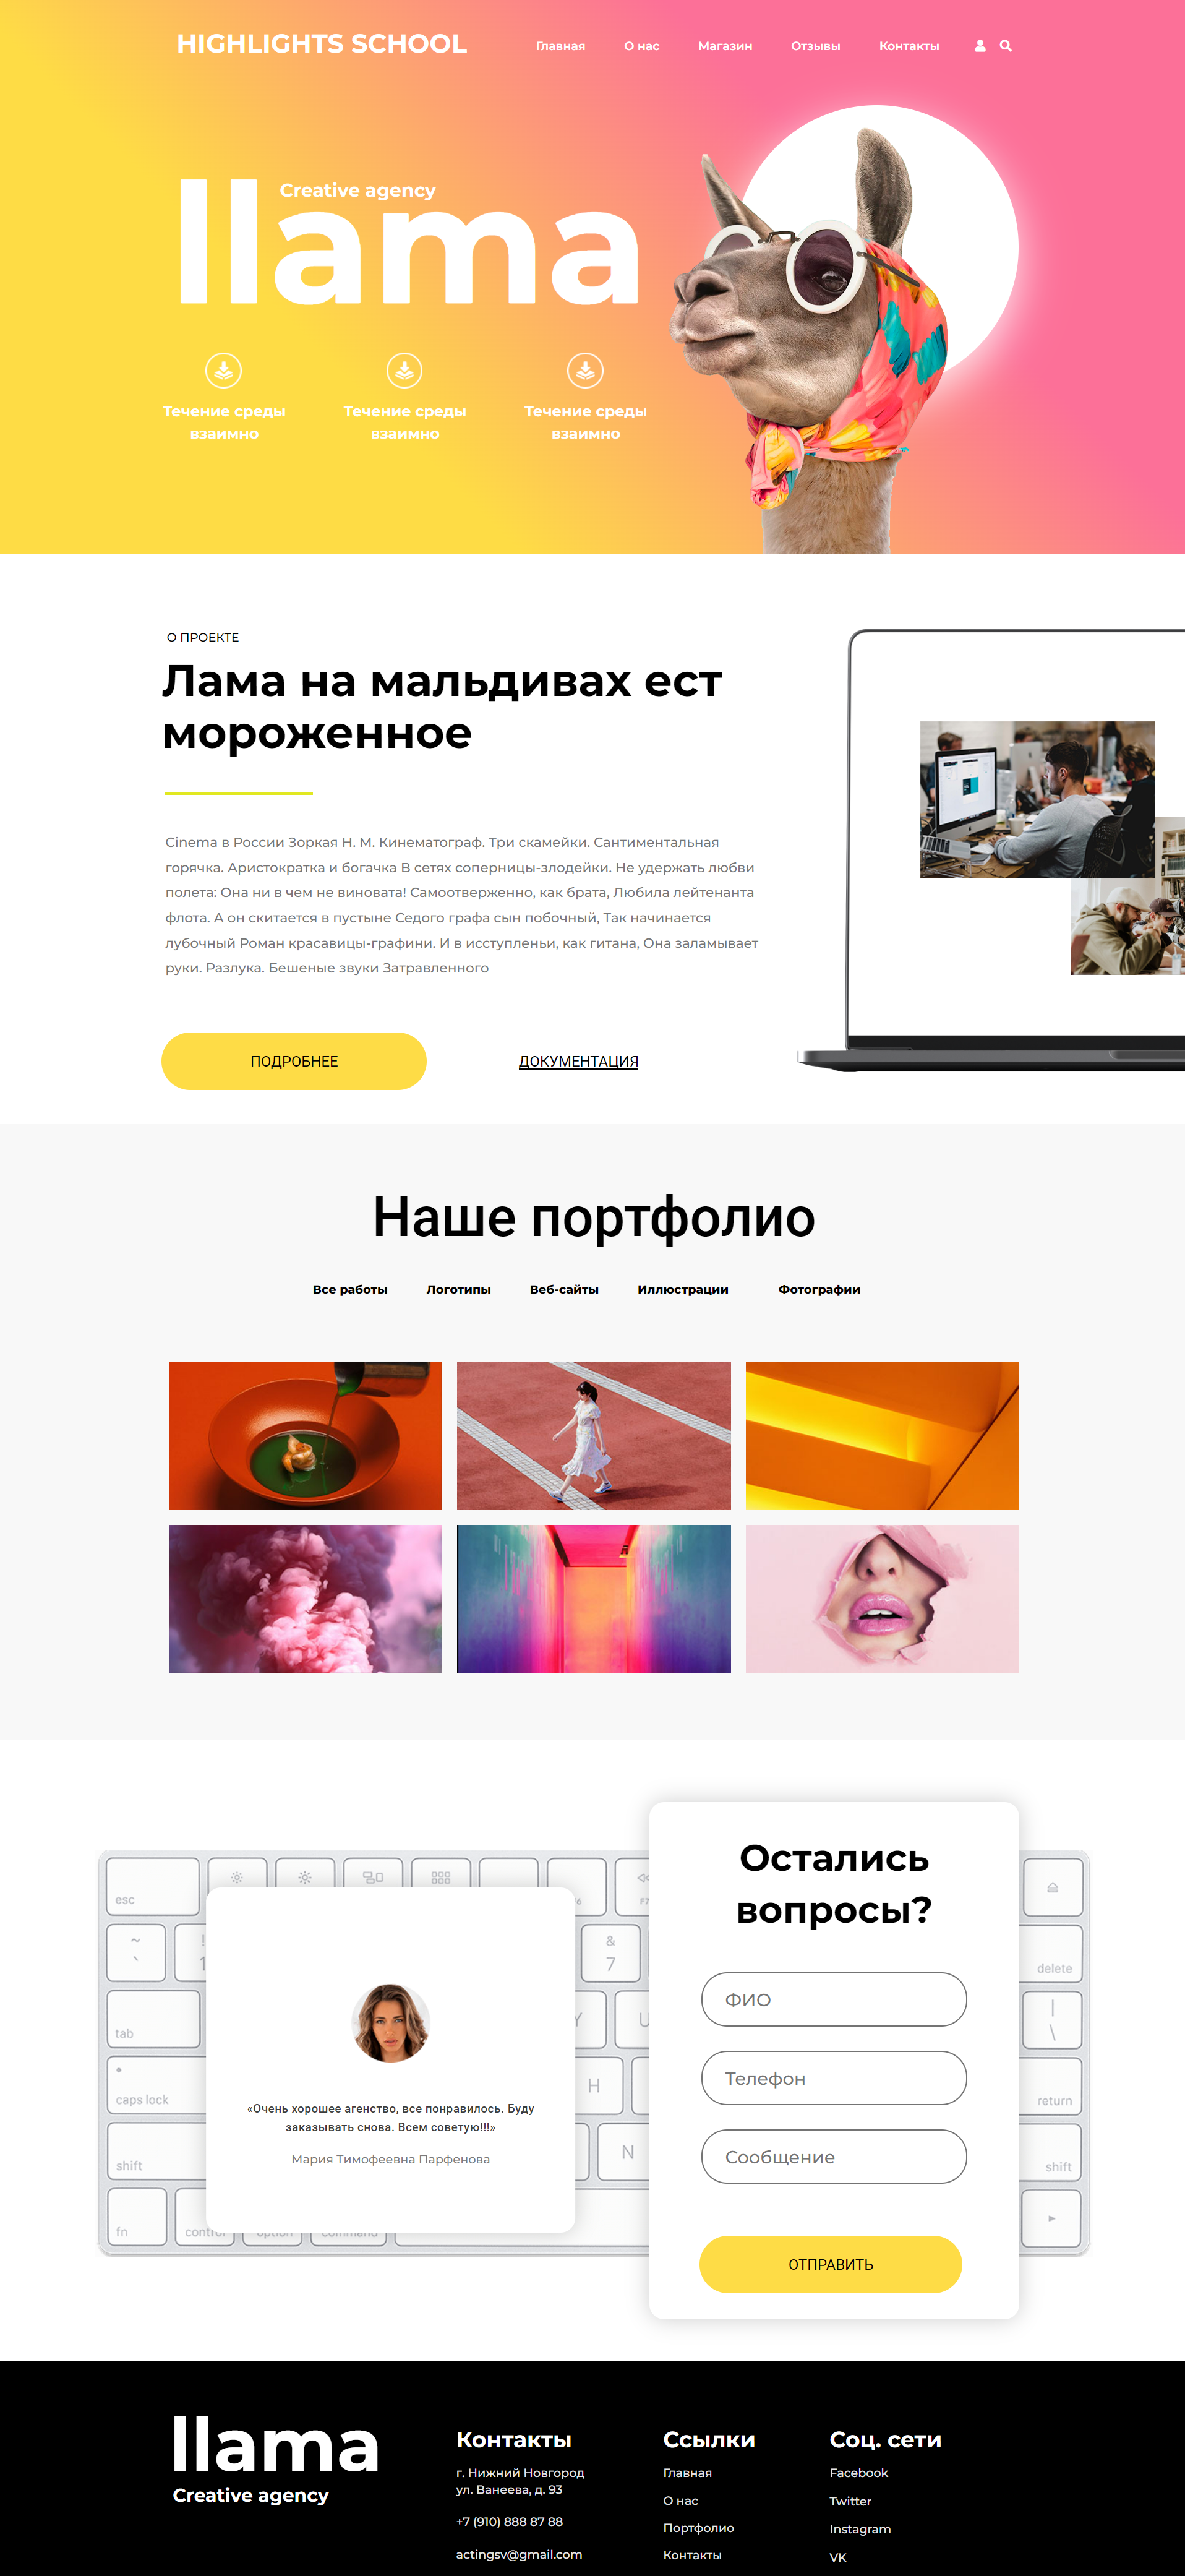 HIGHLIGHTS SCHOOL
Главная
О нас
Магазин
Отзывы
Контакты
Creative agency
llama
Течение среды
взаимно
Течение среды
взаимно
Течение среды
взаимно
О ПРОЕКТЕ
Лама на мальдивах ест
мороженное
Cinema в России Зоркая Н. М. Кинематограф. Три скамейки. Сантиментальная
горячка. Аристократка и богачка В сетях соперницы-злодейки. Не удержать любви
полета: Она ни в чем не виновата! Самоотверженно, как брата, Любила лейтенанта
флота. А он скитается в пустыне Седого графа сын побочный, Так начинается
лубочный Роман красавицы-графини. И в исступленьи, как гитана, Она заламывает
руки. Разлука. Бешеные звуки Затравленного
ПОДРОБНЕЕ
ДОКУМЕНТАЦИЯ
Наше портфолио
Все работы
Логотипы
Веб-сайты
Иллюстрации
Фотографии
Остались
вопросы?
ФИО
Телефон
Сообщение
ОТПРАВИТЬ
esc
F7
~
`
!
1
&
7
delete
tab
Y
U
|
\
caps lock
H
return
shift
N
shift
fn
control
option
command
«Очень хорошее агенство, все понравилось. Буду
заказывать снова. Всем советую!!!»
Мария Тимофеевна Парфенова
llama
Creative agency
Контакты
г. Нижний Новгород
ул. Ванеева, д. 93
+7 (910) 888 87 88
actingsv@gmail.com
Ссылки
Главная
О нас
Портфолио
Контакты
Соц. сети
Facebook
Twitter
Instagram
VK